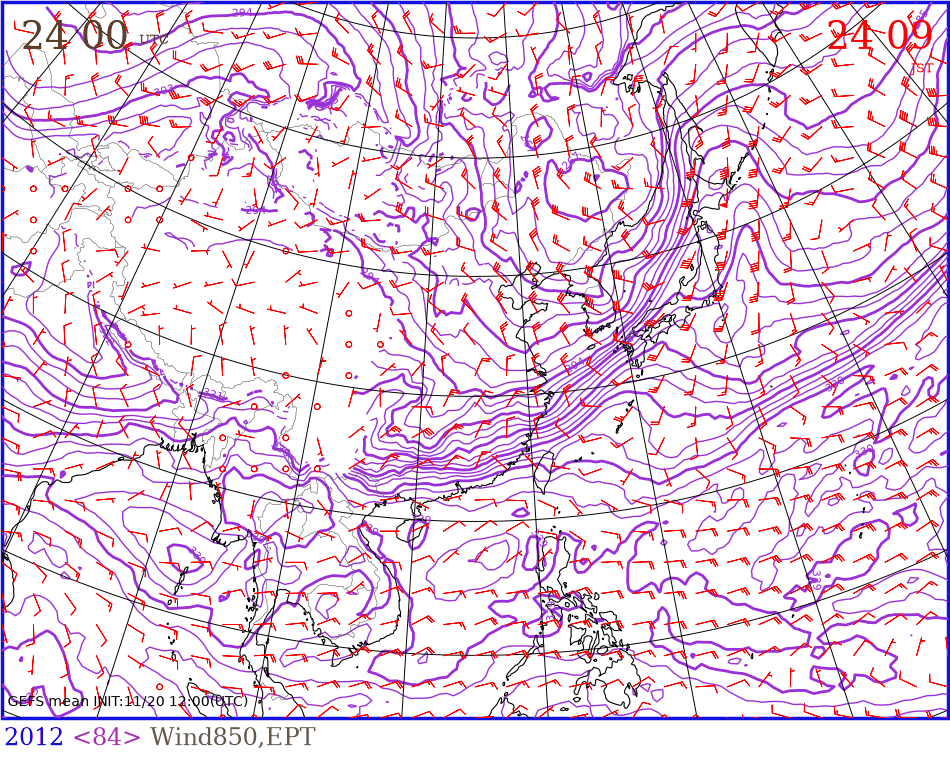 24 00 UTC
24 09
JST
GEFS mean INIT:11/20 12:00(UTC)
2012 <84> Wind850,EPT